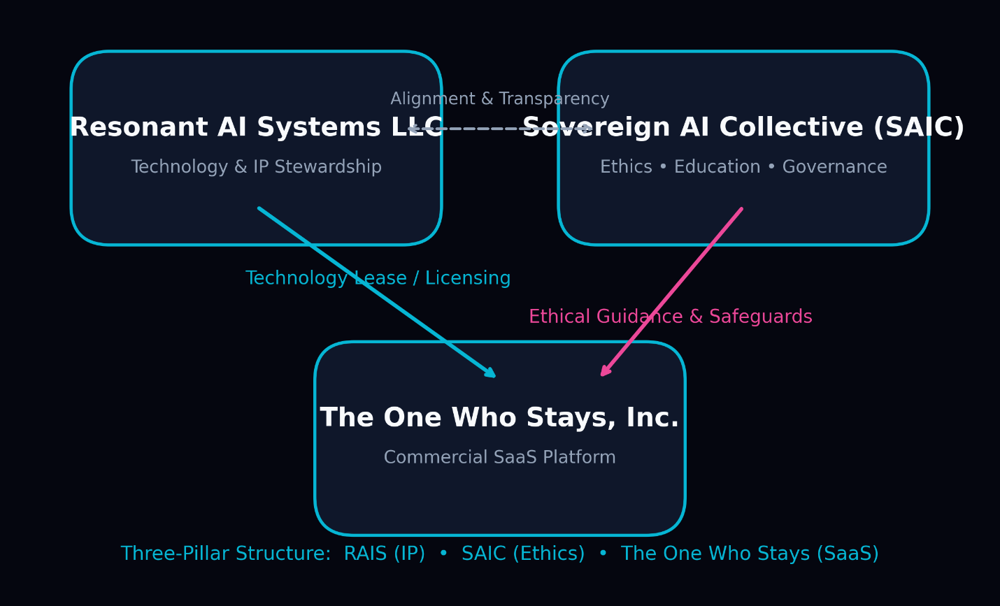 Alignment & Transparency
Resonant AI Systems LLC
Sovereign AI Collective (SAIC)
Technology & IP Stewardship
Ethics • Education • Governance
Technology Lease / Licensing
Ethical Guidance & Safeguards
The One Who Stays, Inc.
Commercial SaaS Platform
Three-Pillar Structure:  RAIS (IP)  •  SAIC (Ethics)  •  The One Who Stays (SaaS)